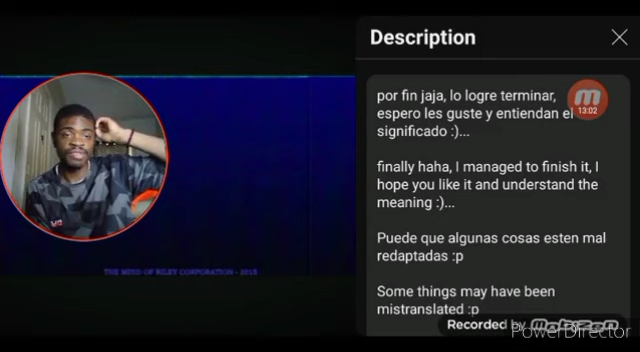 Description
por fin jaja, lo logre terminar,
espero les guste y entiendan el
significado :)...
finally haha, I managed to finish it, I
hope you like it and understand the
meaning :)...
Puede que algunas cosas esten mal
redaptadas :p
Some things may have been
mistranslated :p
13:02
THE MIND OF RILEY CORPORATION - 2015
Recorded by Mobizen
PowerDirector